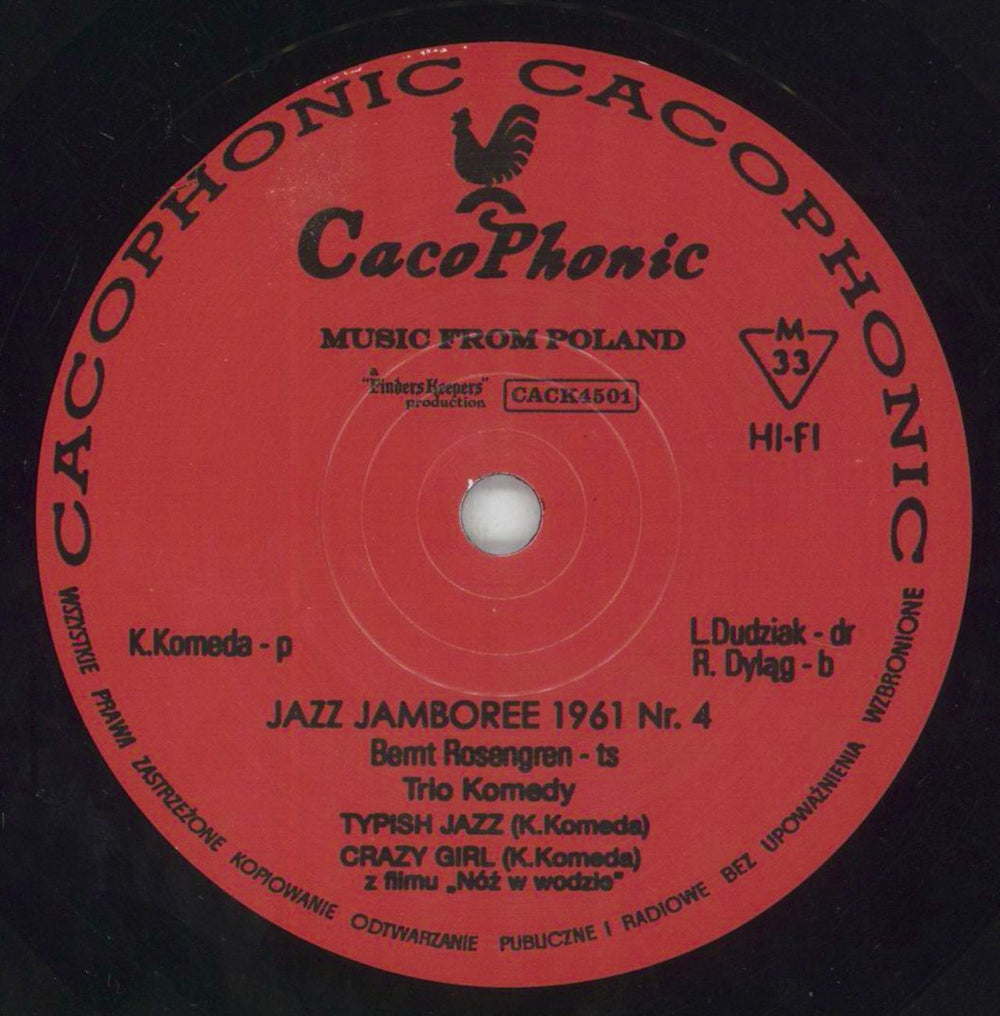 CACOPHONIC CACOPHONIC
CacoPhonic
MUSIC FROM POLAND
a
"Finders Keepers"
production
CACK4501
M
33
HI-FI
K.Komeda - p
L.Dudziak - dr
R. Dyląg - b
JAZZ JAMBOREE 1961 Nr. 4
Bernt Rosengren - ts
Trio Komedy
TYPISH JAZZ (K.Komeda)
CRAZY GIRL (K.Komeda)
z filmu „Nóż w wodzie"
WSZYSTKIE PRAWA ZASTRZEŻONE KOPIOWANIE ODTWARZANIE PUBLICZNE I RADIOWE BEZ UPOWAŻNIENIA WZBRONIONE